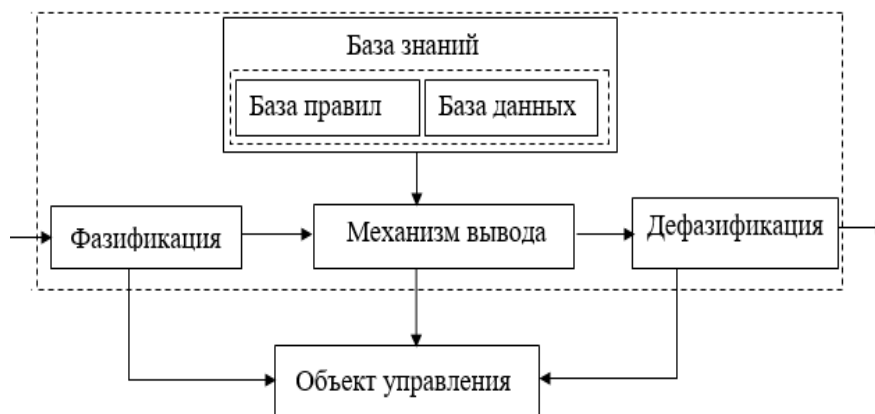 База знаний
База правил
База данных
Фазификация
Механизм вывода
Дефазификация
Объект управления